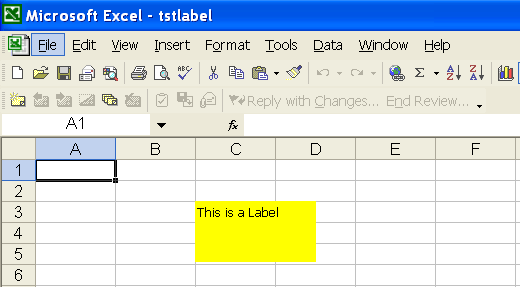 Microsoft Excel - tstlabel
File Edit View Insert Format Tools Data Window Help
ABC Σ A Z Z A
Reply with Changes... End Review...
A1 fx
A B C D E F
1
2
3 This is a Label
4
5
6